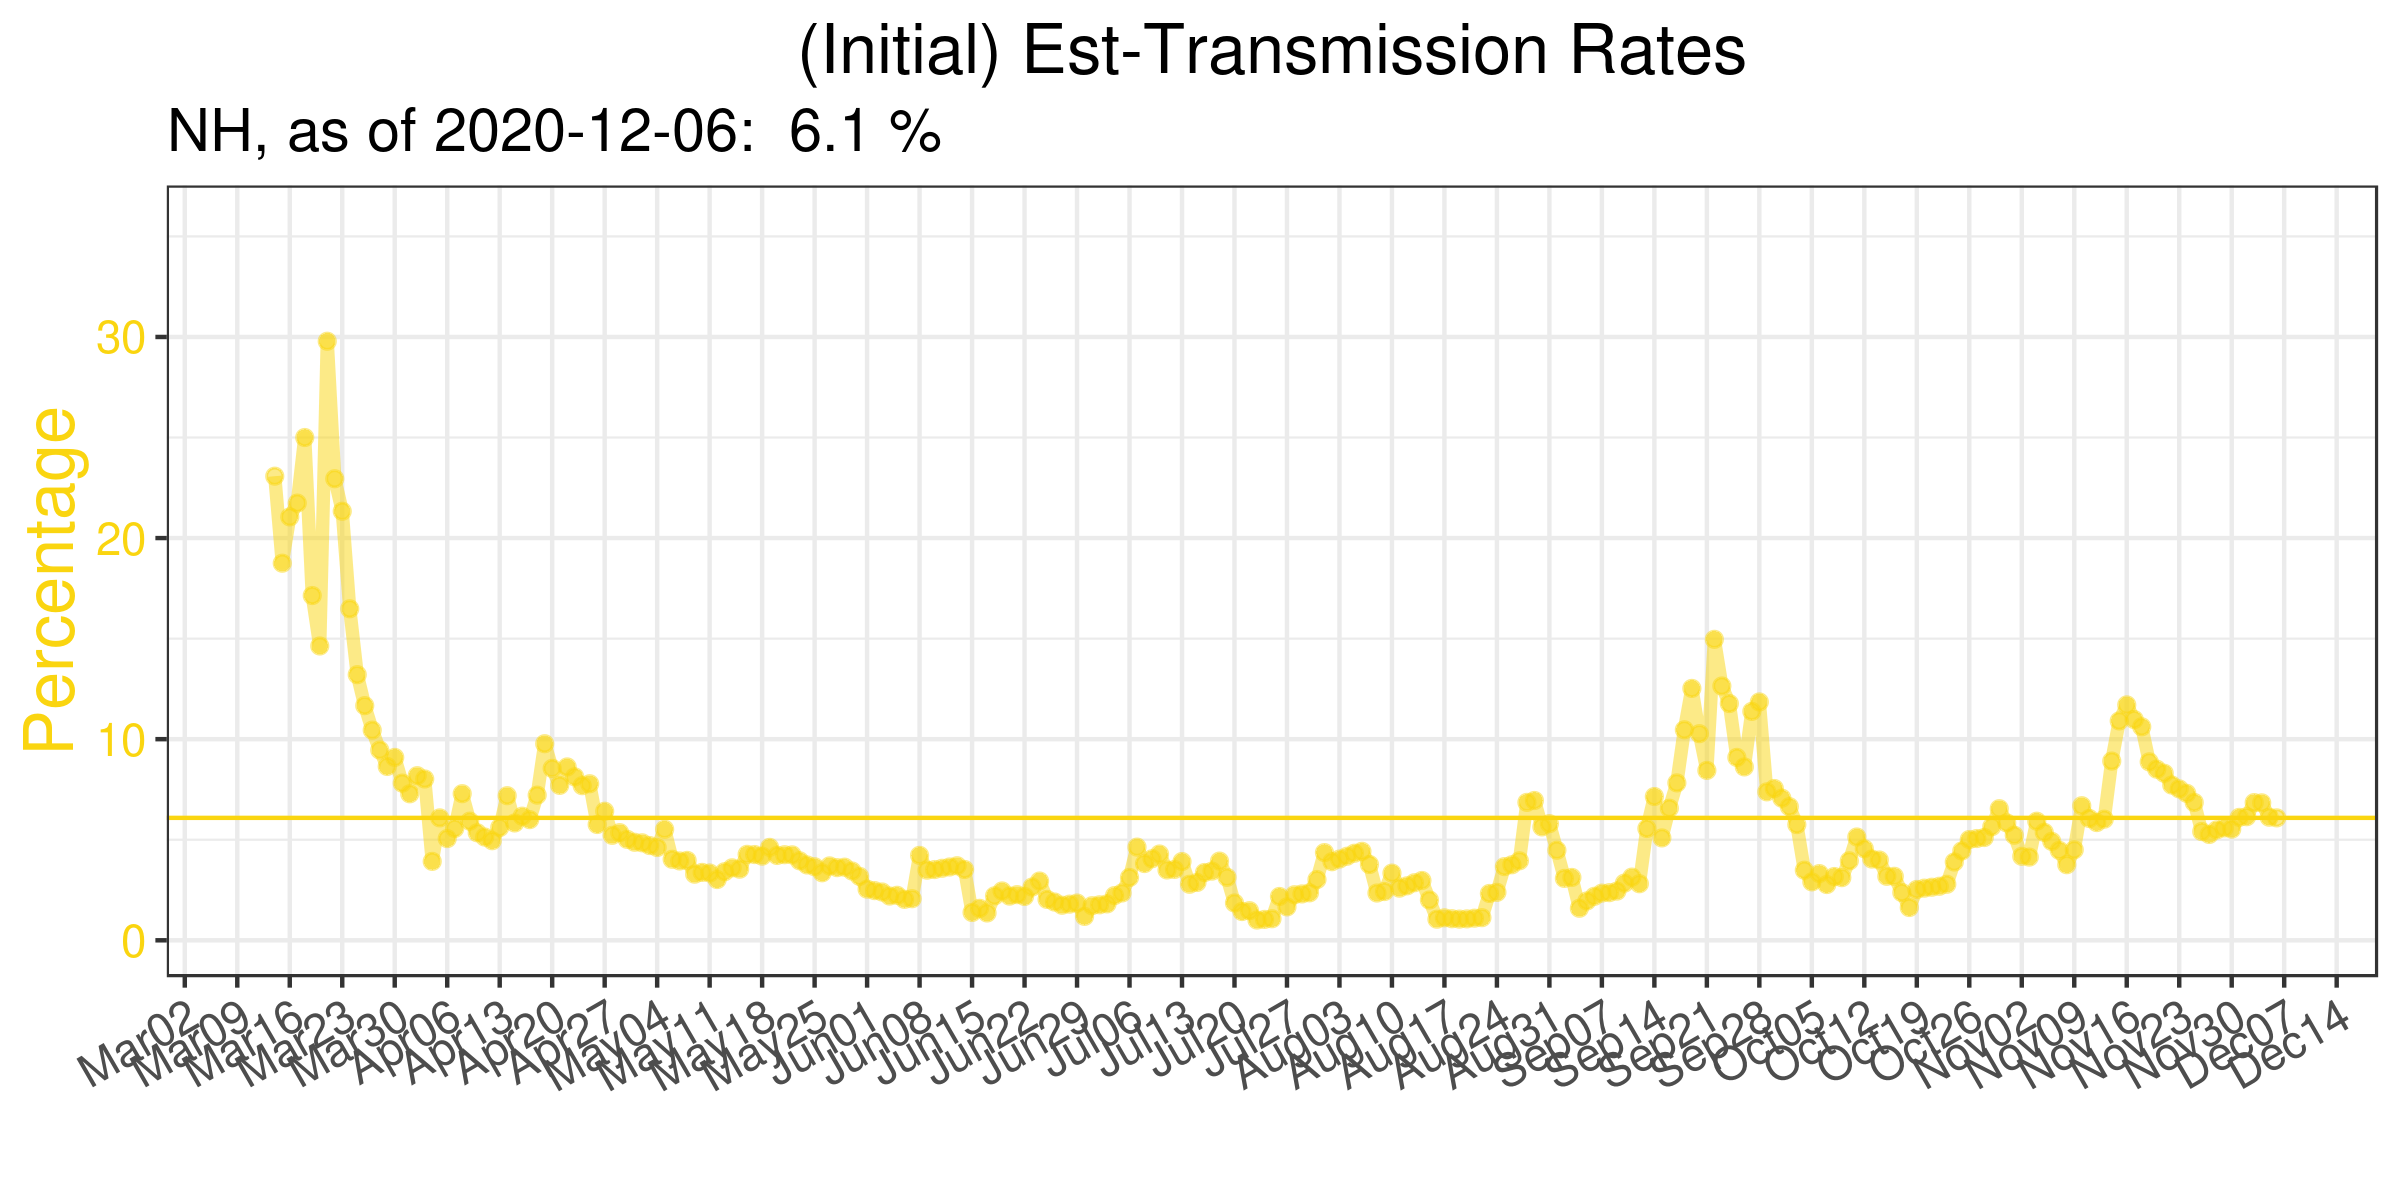 (Initial) Est-Transmission Rates
NH, as of 2020-12-06:  6.1 %
Percentage
30
20
10
0
Mar02
Mar09
Mar16
Mar23
Mar30
Apr06
Apr13
Apr20
Apr27
May04
May11
May18
May25
Jun01
Jun08
Jun15
Jun22
Jun29
Jul06
Jul13
Jul20
Jul27
Aug03
Aug10
Aug17
Aug24
Aug31
Sep07
Sep14
Sep21
Sep28
Oct05
Oct12
Oct19
Oct26
Nov02
Nov09
Nov16
Nov23
Nov30
Dec07
Dec14